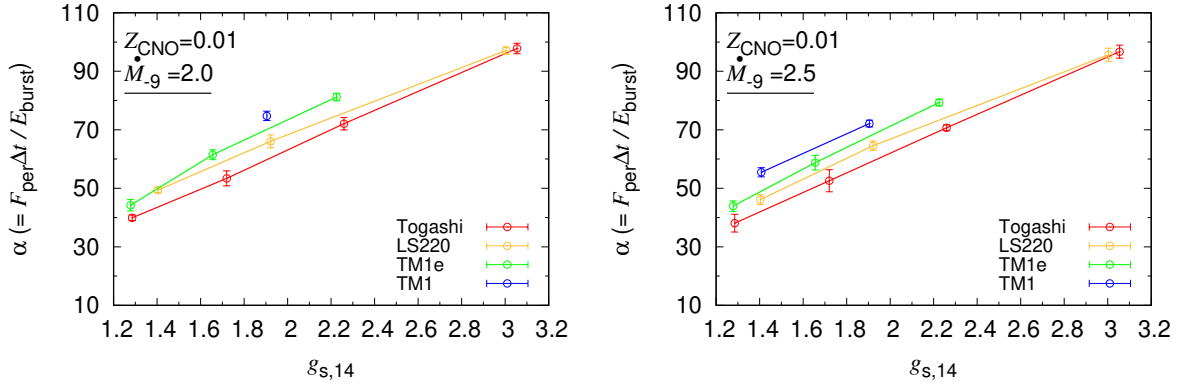 110
90
70
50
30
10
α (= F_per Δt / E_burst)
Z_CNO=0.01
Ṁ_-9 =2.0
Togashi
LS220
TM1e
TM1
1.2 1.4 1.6 1.8 2 2.2 2.4 2.6 2.8 3 3.2
g_s,14
110
90
70
50
30
10
α (= F_per Δt / E_burst)
Z_CNO=0.01
Ṁ_-9 =2.5
Togashi
LS220
TM1e
TM1
1.2 1.4 1.6 1.8 2 2.2 2.4 2.6 2.8 3 3.2
g_s,14